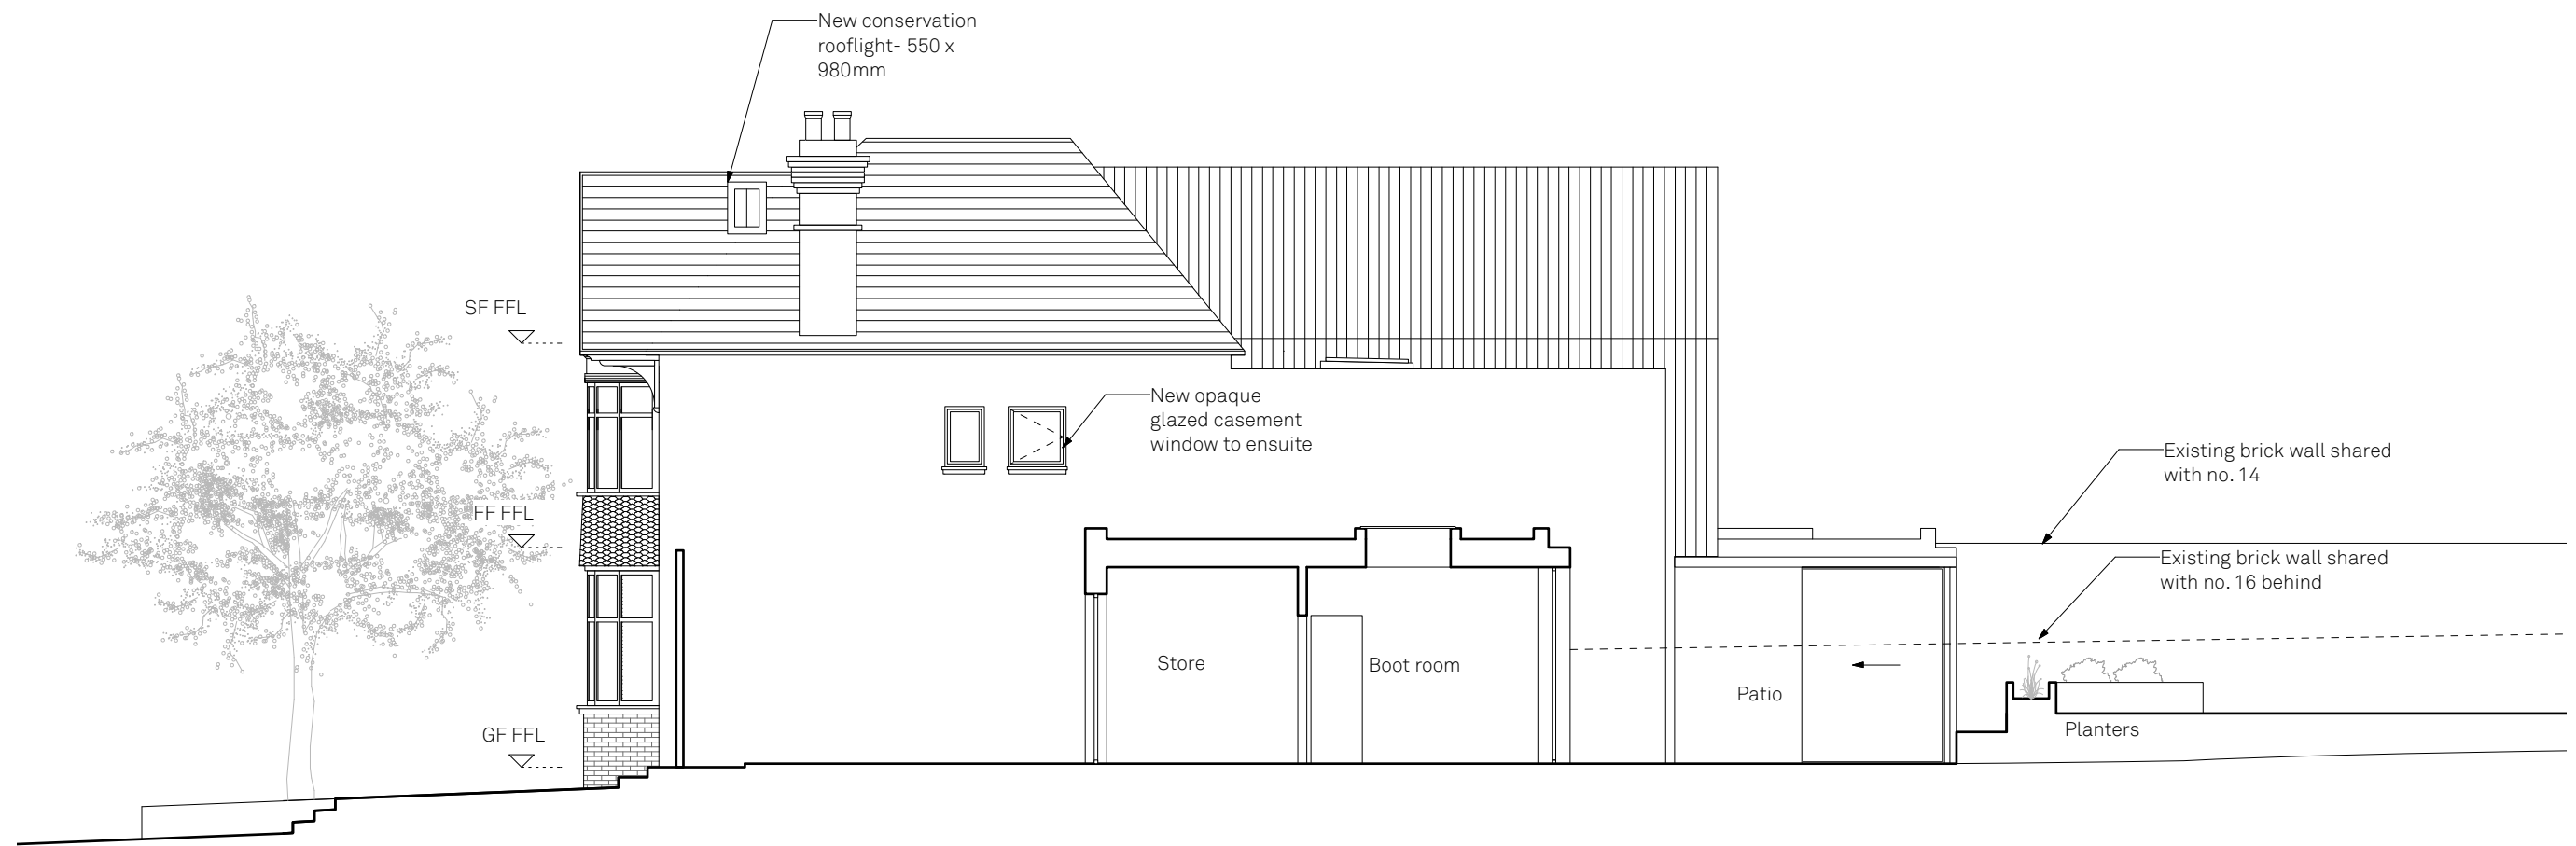 New conservation
rooflight- 550 x
980mm
SF FFL
New opaque
glazed casement
window to ensuite
Existing brick wall shared
with no. 14
FF FFL
Existing brick wall shared
with no. 16 behind
Store
Boot room
Patio
GF FFL
Planters